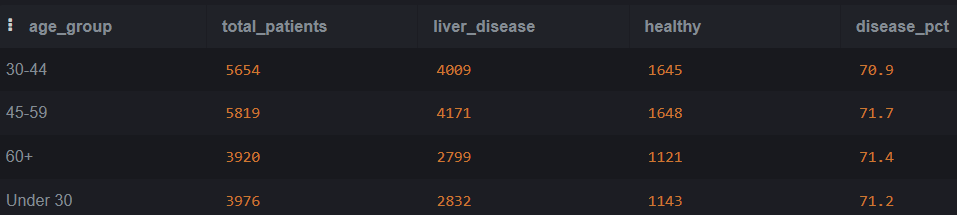 age_group total_patients liver_disease healthy disease_pct
30-44 5654 4009 1645 70.9
45-59 5819 4171 1648 71.7
60+ 3920 2799 1121 71.4
Under 30 3976 2832 1143 71.2